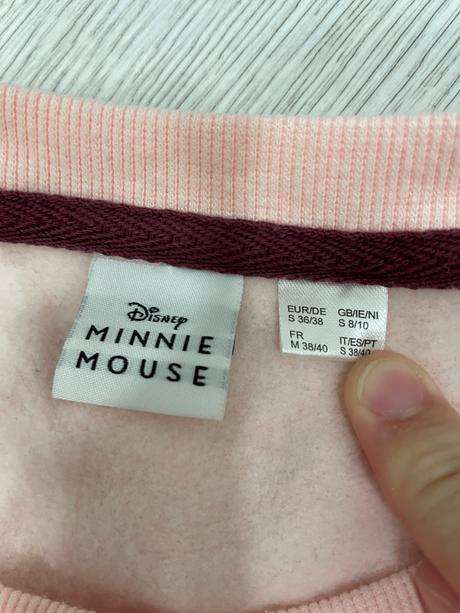 Disney
MINNIE
MOUSE
EUR/DE GB/IE/NI
S 36/38 S 8/10
FR IT/ES/PT
M 38/40 S 38/40